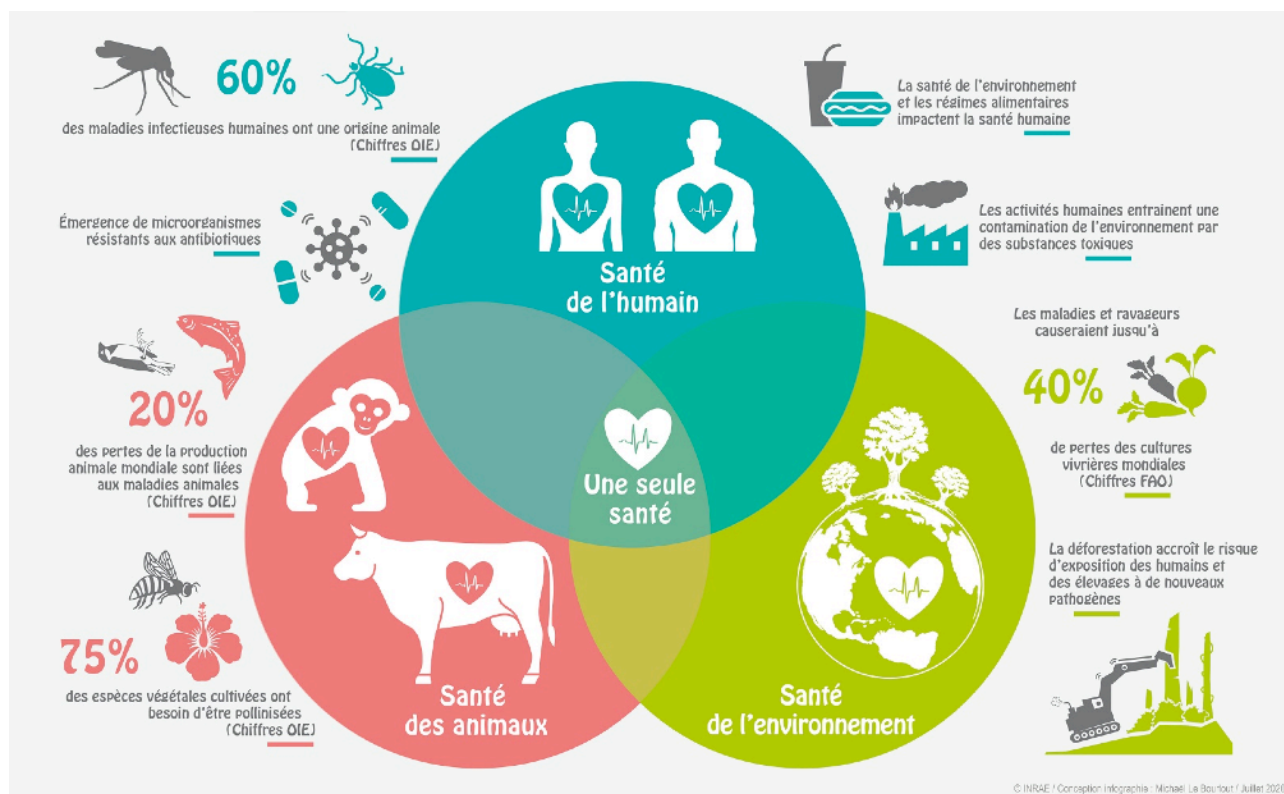 60%
des maladies infectieuses humaines ont une origine animale
(Chiffres OIE)
Émergence de microorganismes
résistants aux antibiotiques
20%
des pertes de la production
animale mondiale sont liées
aux maladies animales
(Chiffres OIE)
75%
des espèces végétales cultivées ont
besoin d'être pollinisées
(Chiffres OIE)
Santé
de l'humain
Une seule
santé
Santé
des animaux
Santé
de l'environnement
La santé de l'environnement
et les régimes alimentaires
impactent la santé humaine
Les activités humaines entrainent une
contamination de l'environnement par
des substances toxiques
Les maladies et ravageurs
causeraient jusqu'à
40%
de pertes des cultures
vivrières mondiales
(Chiffres FAO)
La déforestation accroît le risque
d'exposition des humains et
des élevages à de nouveaux
pathogènes
© INRAE / Conception infographie : Michaël Le Bourlout / Juillet 2020